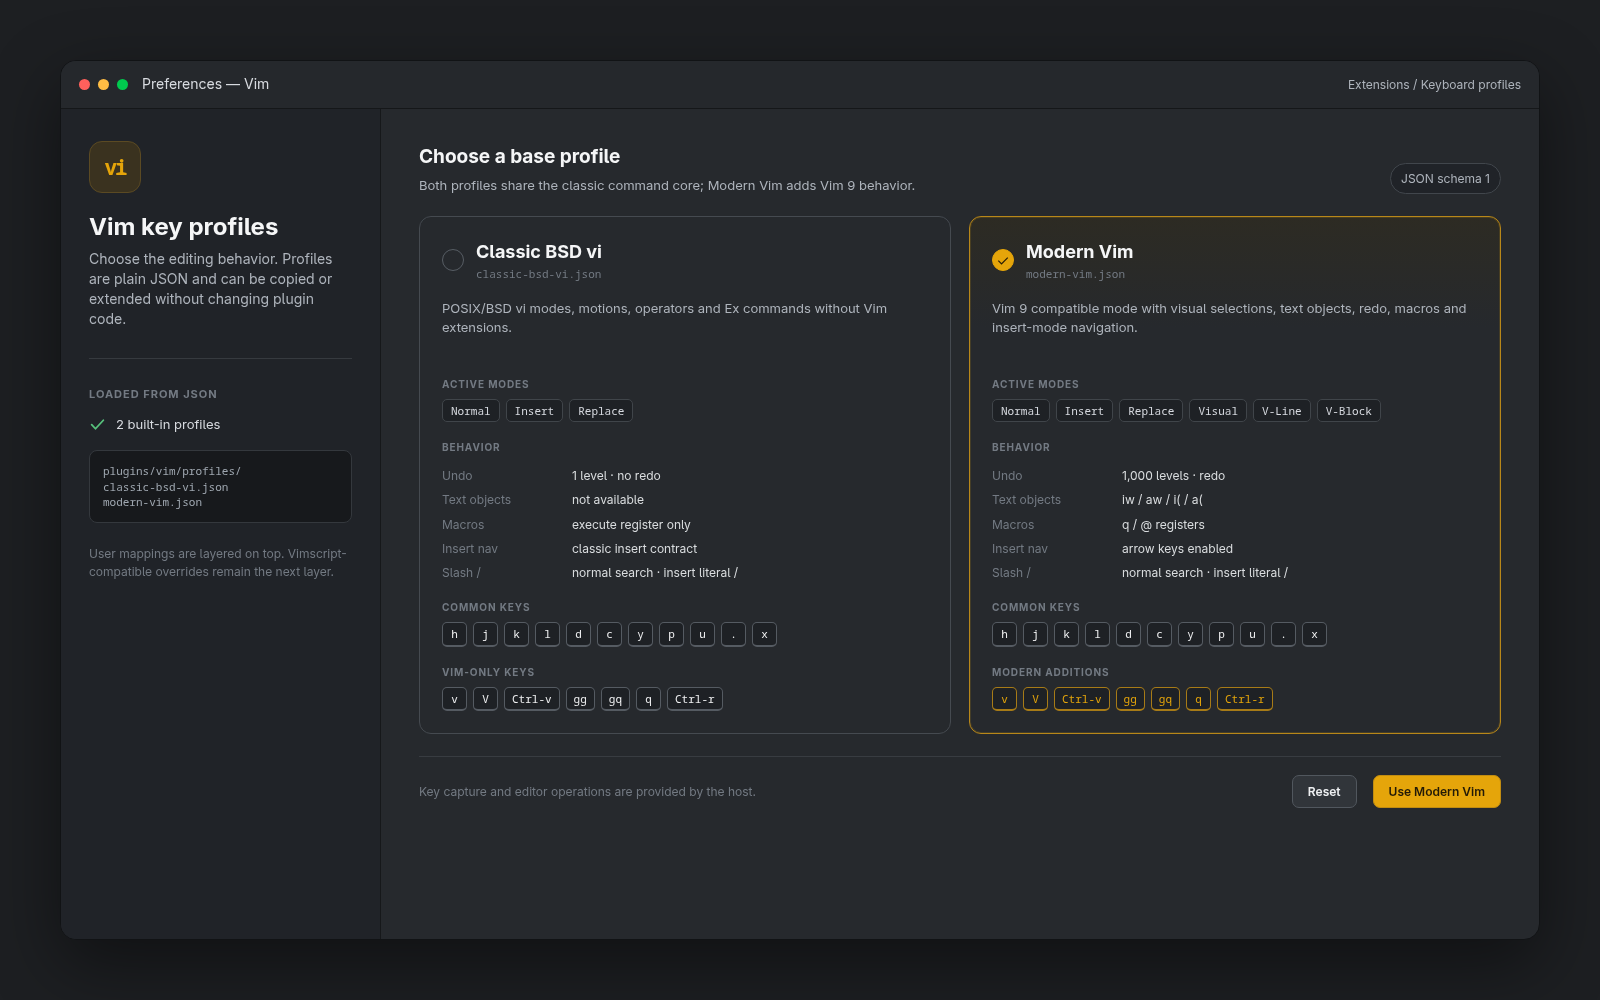 Preferences — Vim
Extensions / Keyboard profiles
vi
Vim key profiles
Choose the editing behavior. Profiles
are plain JSON and can be copied or
extended without changing plugin
code.
LOADED FROM JSON
2 built-in profiles
plugins/vim/profiles/
classic-bsd-vi.json
modern-vim.json
User mappings are layered on top. Vimscript-
compatible overrides remain the next layer.
Choose a base profile
Both profiles share the classic command core; Modern Vim adds Vim 9 behavior.
JSON schema 1
Classic BSD vi
classic-bsd-vi.json
POSIX/BSD vi modes, motions, operators and Ex commands without Vim
extensions.
ACTIVE MODES
Normal Insert Replace
BEHAVIOR
Undo 1 level · no redo
Text objects not available
Macros execute register only
Insert nav classic insert contract
Slash / normal search · insert literal /
COMMON KEYS
h j k l d c y p u . x
VIM-ONLY KEYS
v V Ctrl-v gg gq q Ctrl-r
Modern Vim
modern-vim.json
Vim 9 compatible mode with visual selections, text objects, redo, macros and
insert-mode navigation.
ACTIVE MODES
Normal Insert Replace Visual V-Line V-Block
BEHAVIOR
Undo 1,000 levels · redo
Text objects iw / aw / i( / a(
Macros q / @ registers
Insert nav arrow keys enabled
Slash / normal search · insert literal /
COMMON KEYS
h j k l d c y p u . x
MODERN ADDITIONS
v V Ctrl-v gg gq q Ctrl-r
Key capture and editor operations are provided by the host.
Reset
Use Modern Vim